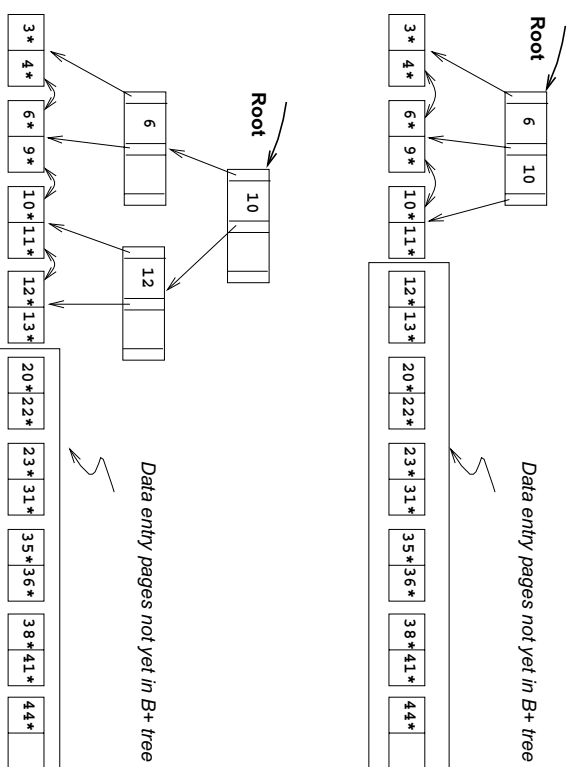 Root
Data entry pages not yet in B+ tree
6 10
3* 4* 6* 9* 10* 11* 12* 13* 20* 22* 23* 31* 35* 36* 38* 41* 44*
Root
10
6 12
Data entry pages not yet in B+ tree
3* 4* 6* 9* 10* 11* 12* 13* 20* 22* 23* 31* 35* 36* 38* 41* 44*